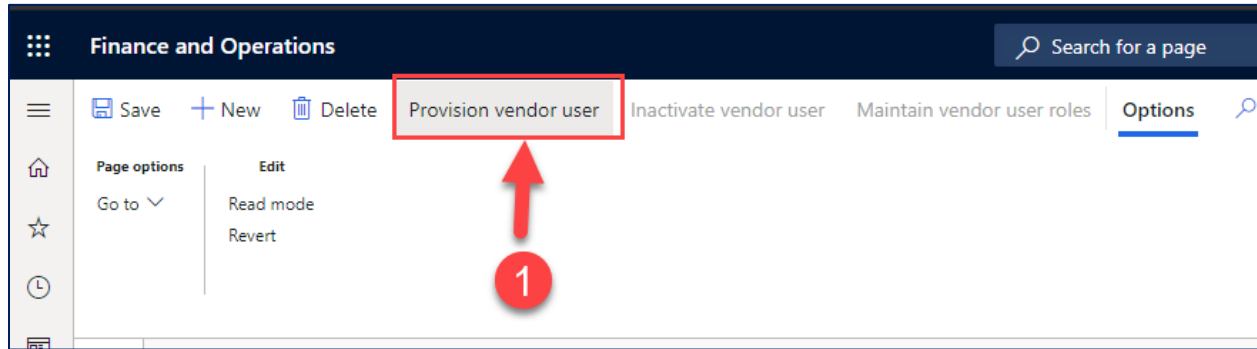 Finance and Operations
Search for a page
Save New Delete Provision vendor user Inactivate vendor user Maintain vendor user roles Options
Page options Edit
Go to Read mode
Revert
1